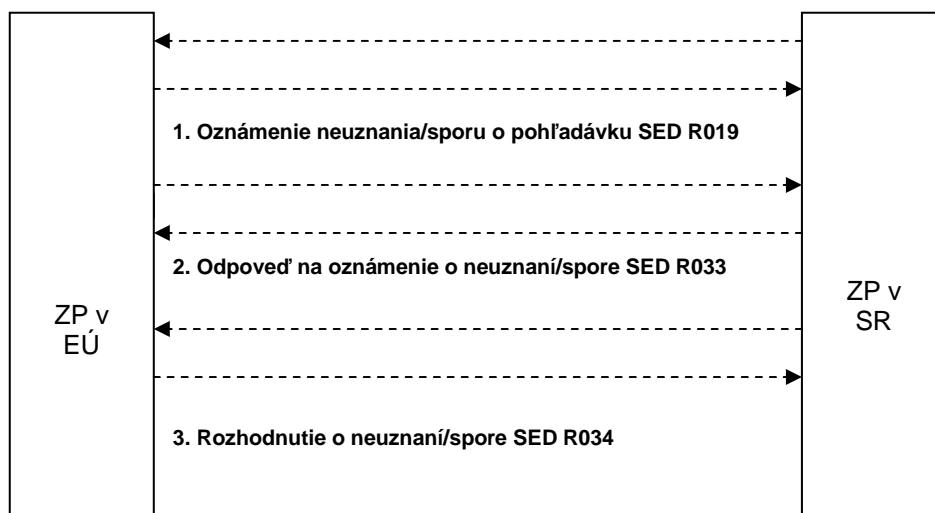 1. Oznámenie neuznania/sporu o pohľadávku SED R019
2. Odpoveď na oznámenie o neuznaní/spore SED R033
ZP v
EÚ
ZP v
SR
3. Rozhodnutie o neuznaní/spore SED R034